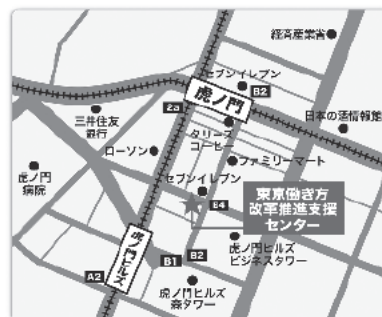 経済産業省
セブンイレブン
B2
虎ノ門
2a
三井住友
銀行
タリーズ
コーヒー
日本の酒情報館
ローソン
ファミリーマート
虎ノ門
病院
セブンイレブン
東京働き方
改革推進支援
センター
B4
虎ノ門ヒルズ
虎ノ門ヒルズ
ビジネスタワー
B1
B2
A2
虎ノ門ヒルズ
森タワー